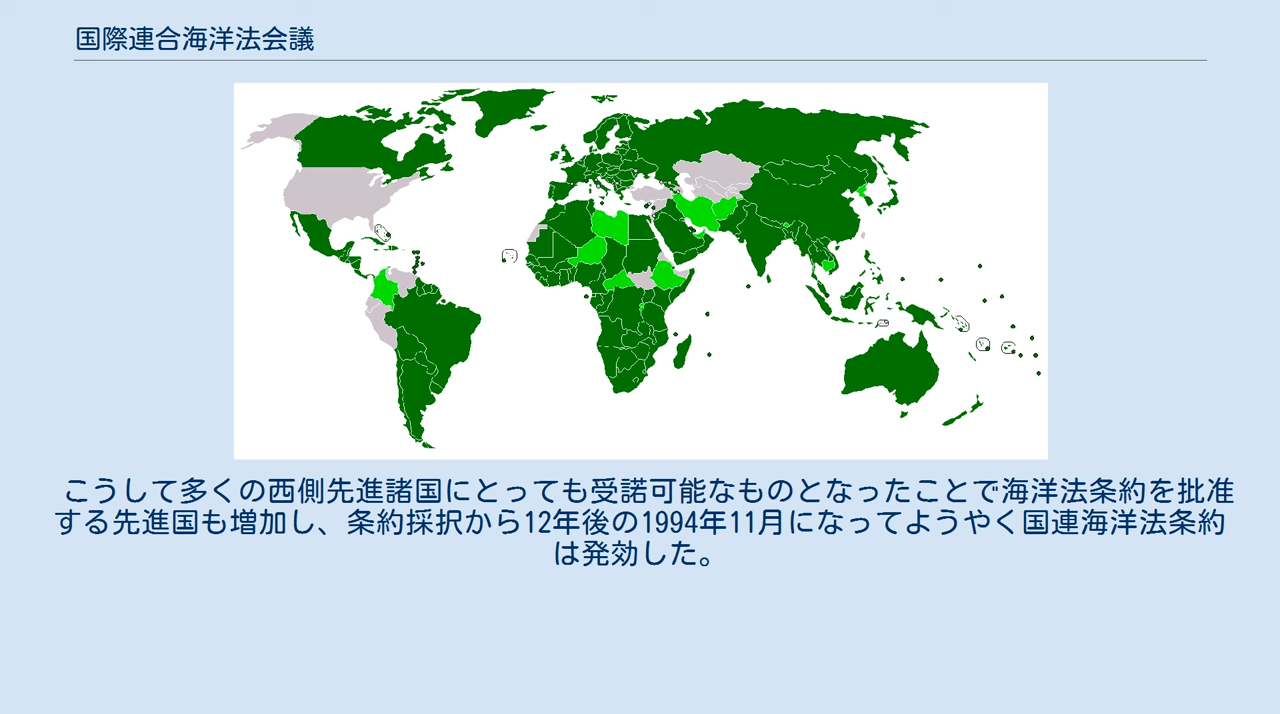 国際連合海洋法会議
こうして多くの西側先進諸国にとっても受諾可能なものとなったことで海洋法条約を批准
する先進国も増加し、条約採択から12年後の1994年11月になってようやく国連海洋法条約
は発効した。